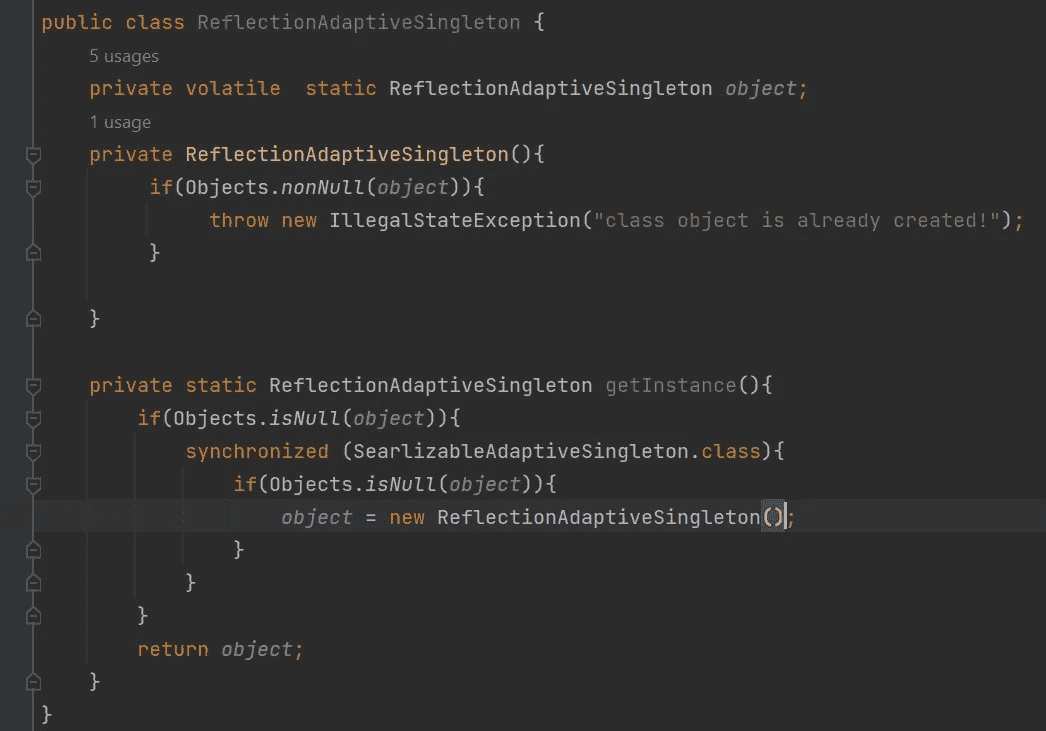 public class ReflectionAdaptiveSingleton {
5 usages
private volatile  static ReflectionAdaptiveSingleton object;
1 usage
private ReflectionAdaptiveSingleton(){
if(Objects.nonNull(object)){
throw new IllegalStateException("class object is already created!");
}
}
private static ReflectionAdaptiveSingleton getInstance(){
if(Objects.isNull(object)){
synchronized (SearlizableAdaptiveSingleton.class){
if(Objects.isNull(object)){
object = new ReflectionAdaptiveSingleton();
}
}
}
return object;
}
}